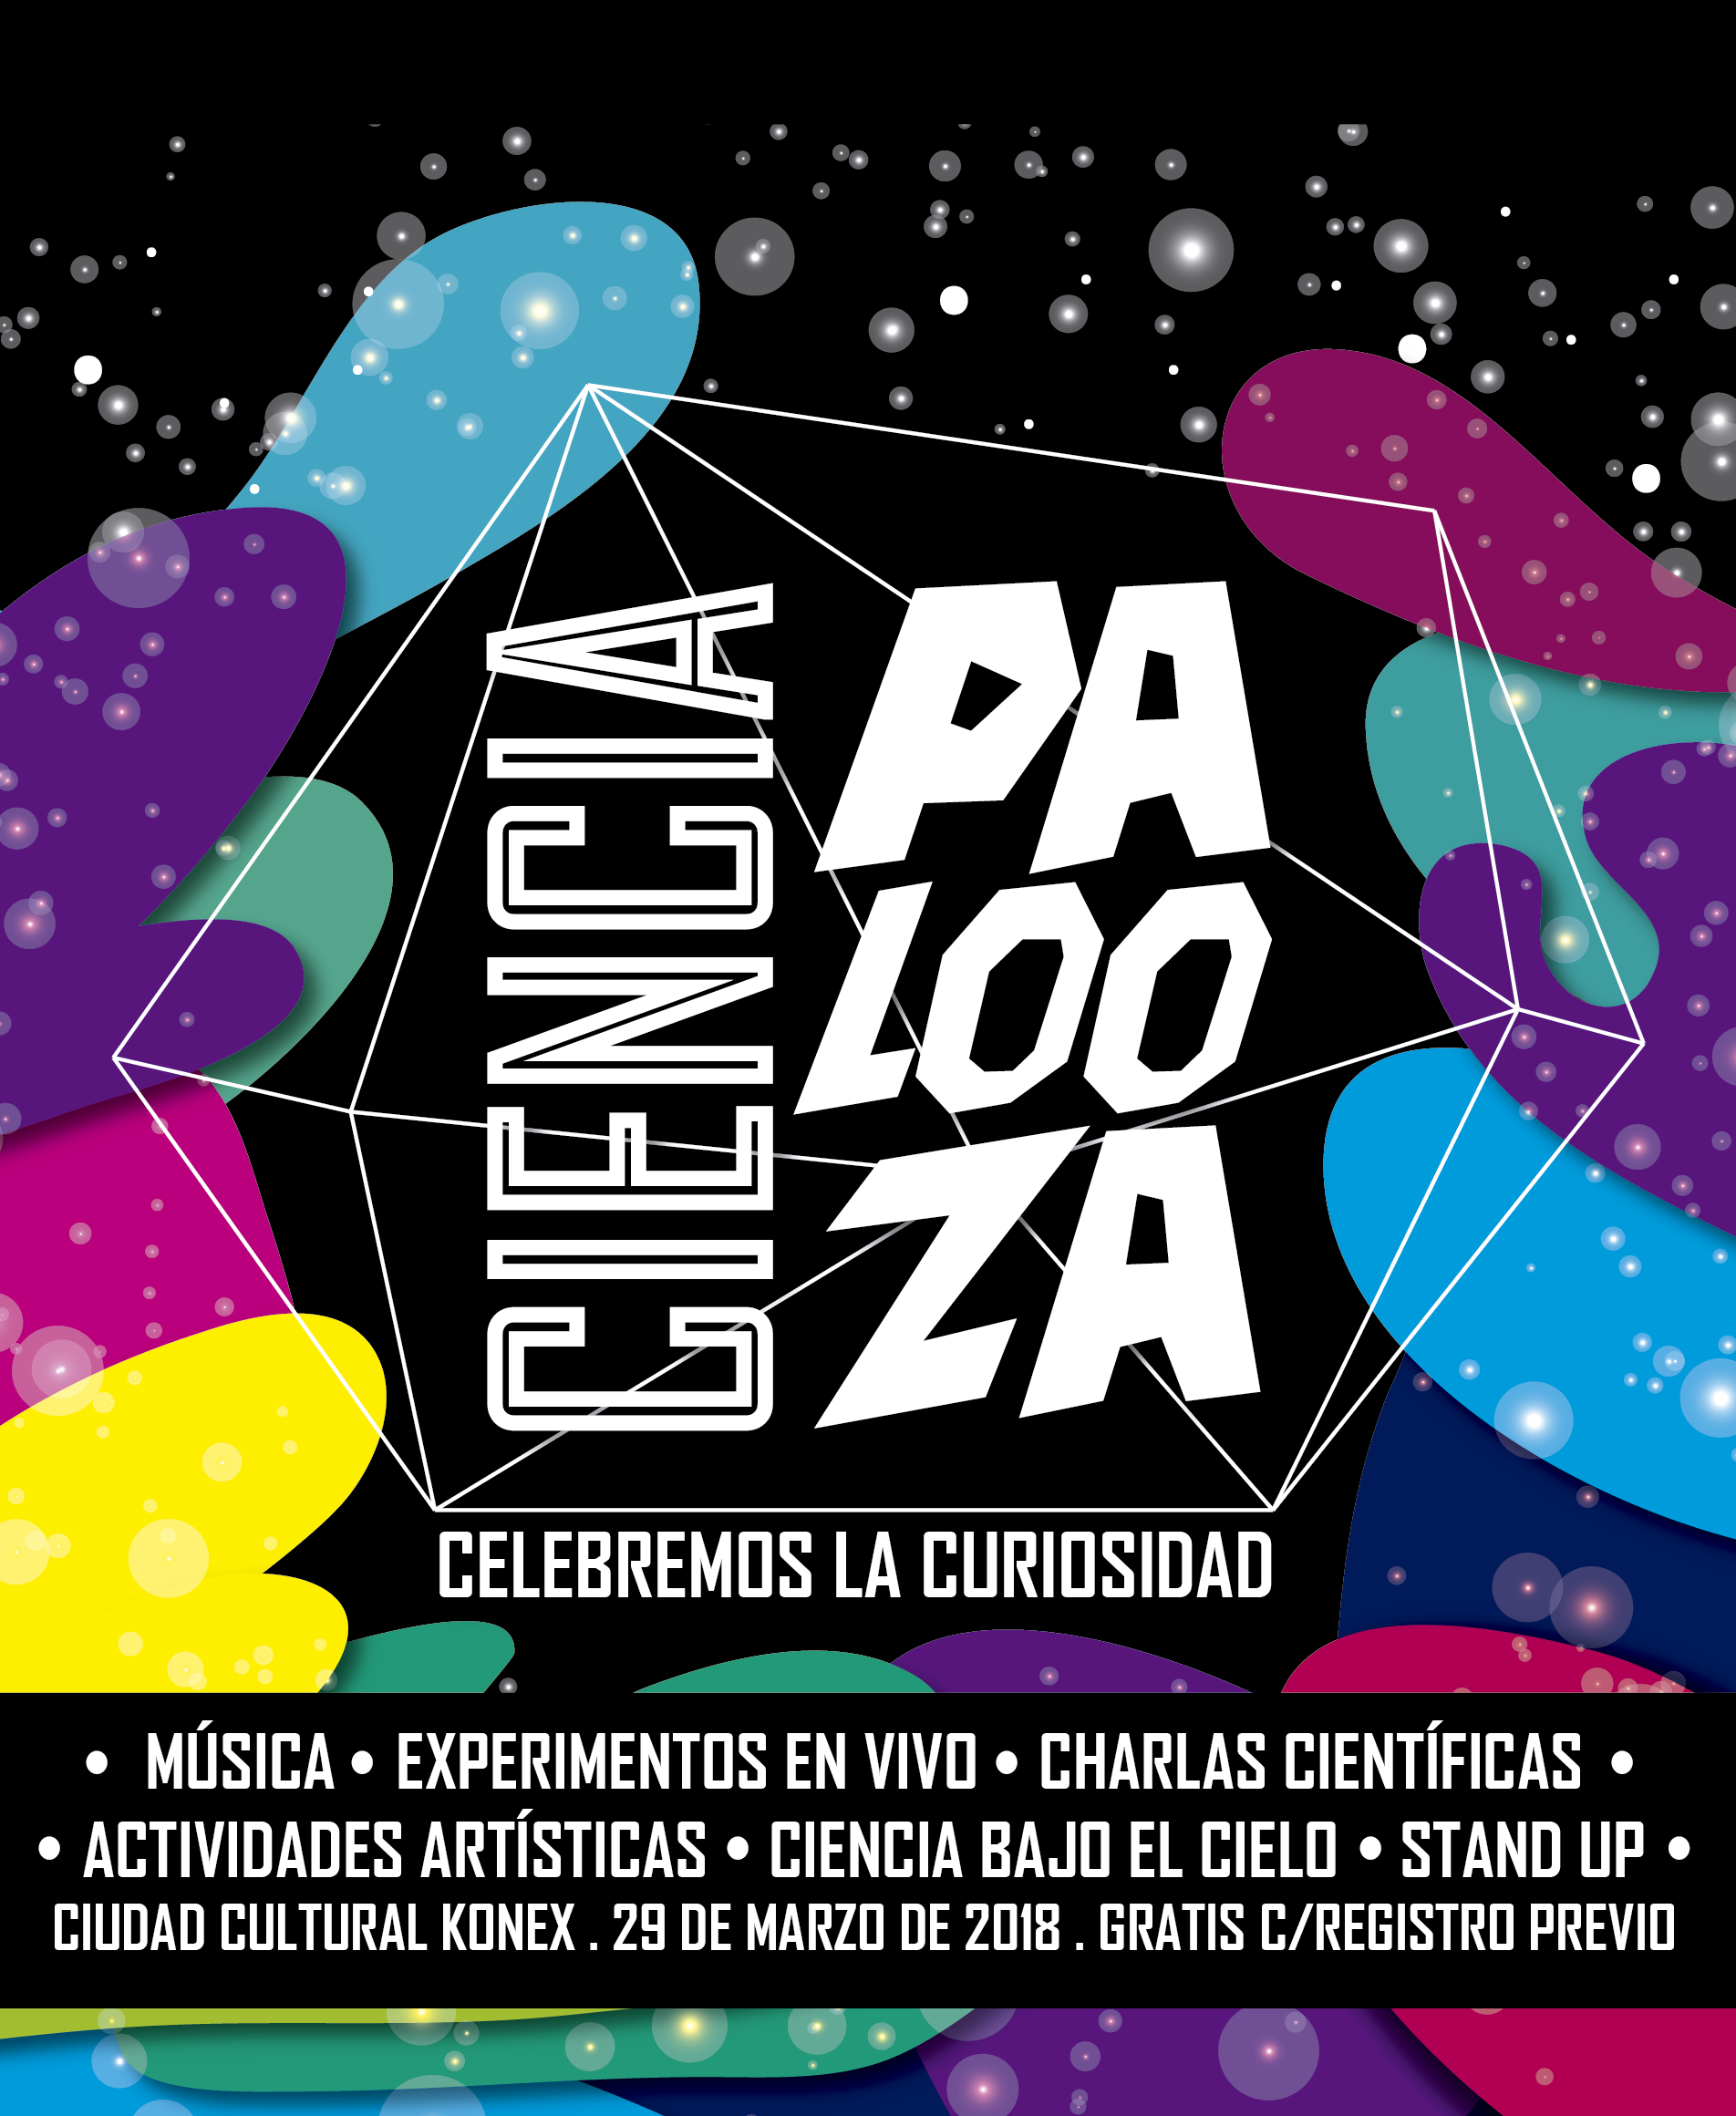 CIENCIA
PA
LOO
ZA
CELEBREMOS LA CURIOSIDAD
• MÚSICA • EXPERIMENTOS EN VIVO • CHARLAS CIENTÍFICAS •
• ACTIVIDADES ARTÍSTICAS • CIENCIA BAJO EL CIELO • STAND UP •
CIUDAD CULTURAL KONEX . 29 DE MARZO DE 2018 . GRATIS C/REGISTRO PREVIO